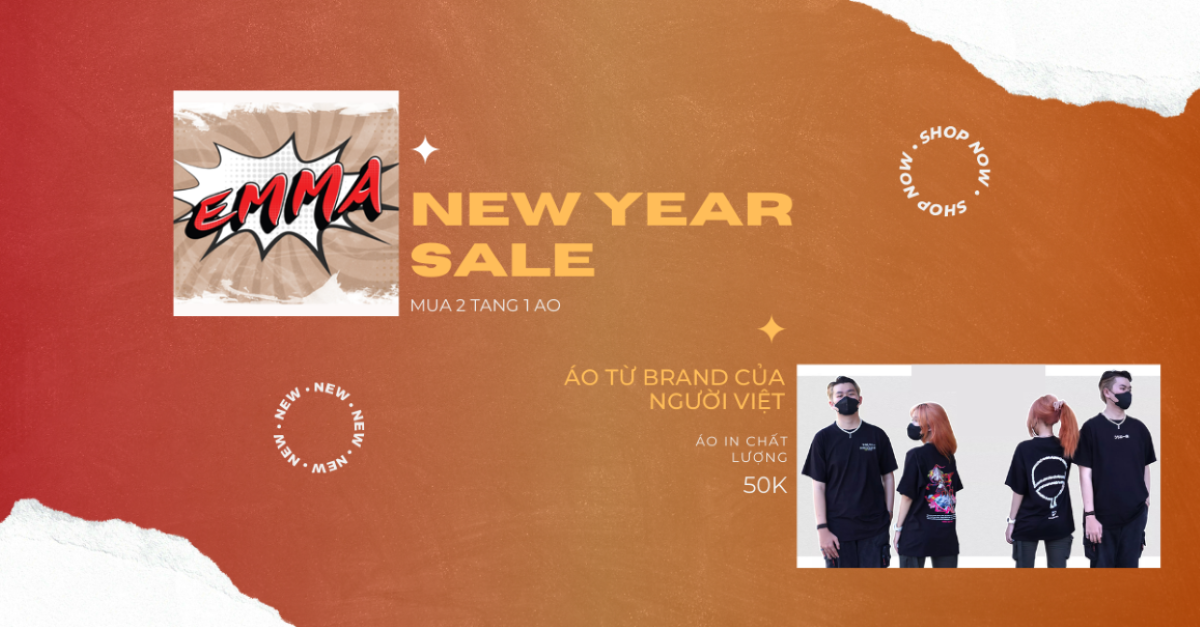 SHOP NOW • SHOP NOW •
EMMA
NEW YEAR
SALE
MUA 2 TANG 1 AO
ÁO TỪ BRAND CỦA
NGƯỜI VIỆT
NEW • NEW • NEW • NEW • NEW •
ÁO IN CHẤT
LƯỢNG
50K